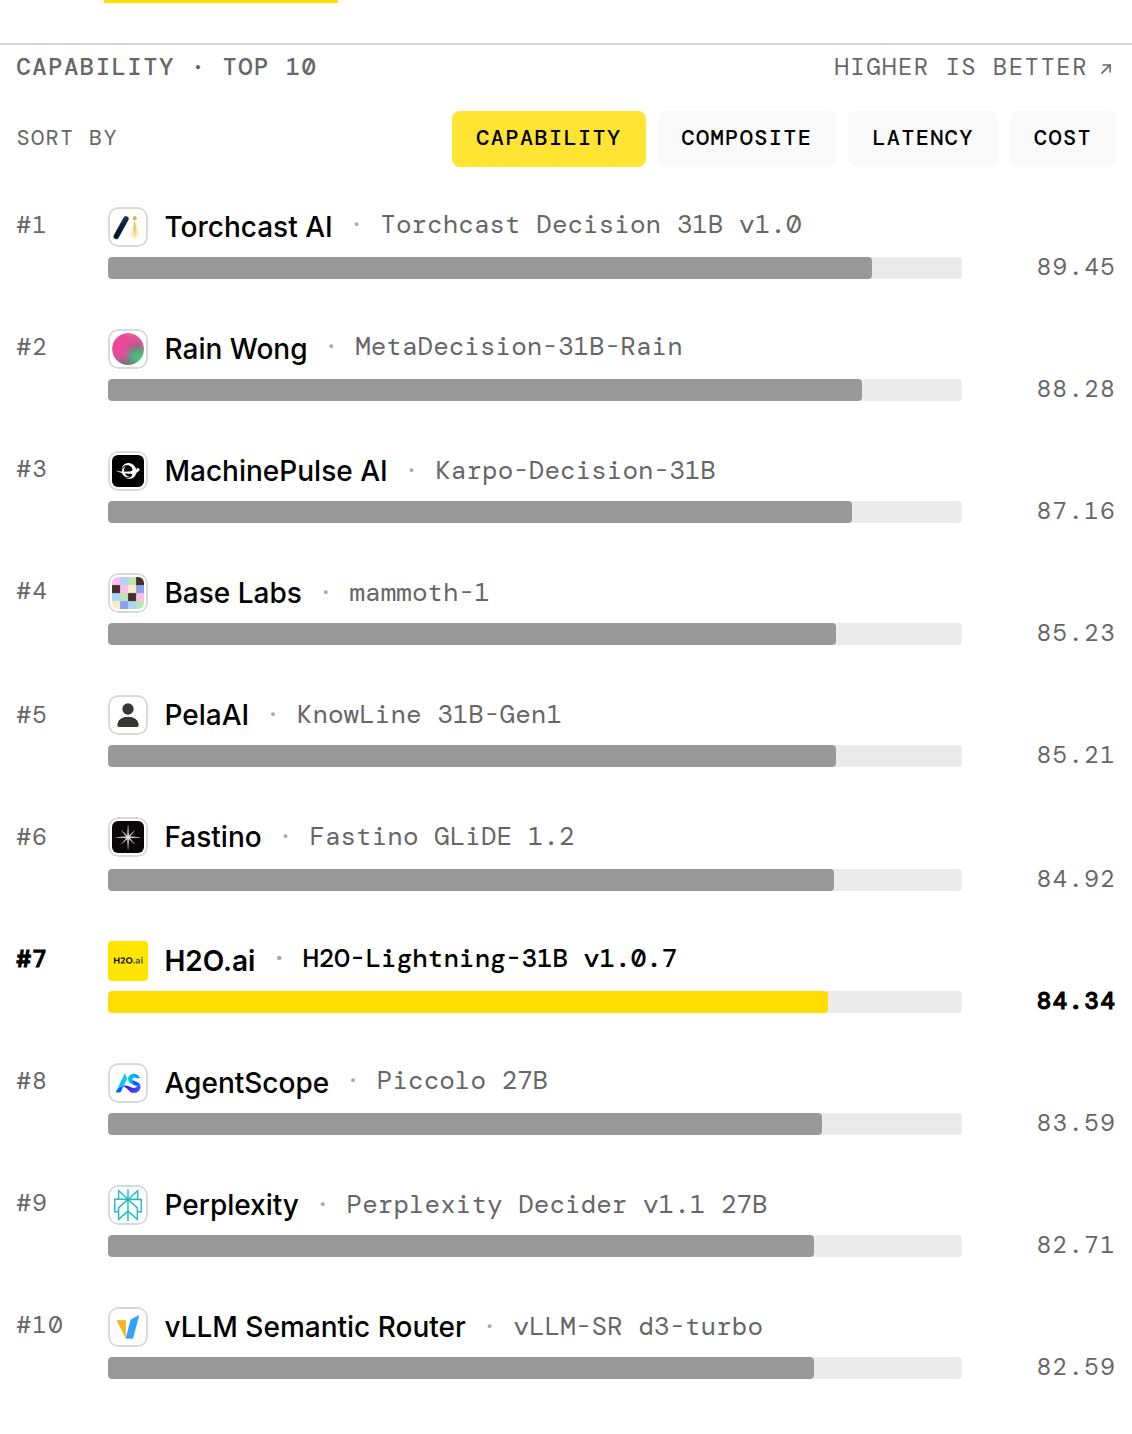 CAPABILITY · TOP 10
HIGHER IS BETTER ↗
SORT BY
CAPABILITY
COMPOSITE
LATENCY
COST
#1 Torchcast AI · Torchcast Decision 31B v1.0
89.45
#2 Rain Wong · MetaDecision-31B-Rain
88.28
#3 MachinePulse AI · Karpo-Decision-31B
87.16
#4 Base Labs · mammoth-1
85.23
#5 PelaAI · KnowLine 31B-Gen1
85.21
#6 Fastino · Fastino GLiDE 1.2
84.92
#7 H2O.ai H2O.ai · H2O-Lightning-31B v1.0.7
84.34
#8 AgentScope · Piccolo 27B
83.59
#9 Perplexity · Perplexity Decider v1.1 27B
82.71
#10 vLLM Semantic Router · vLLM-SR d3-turbo
82.59